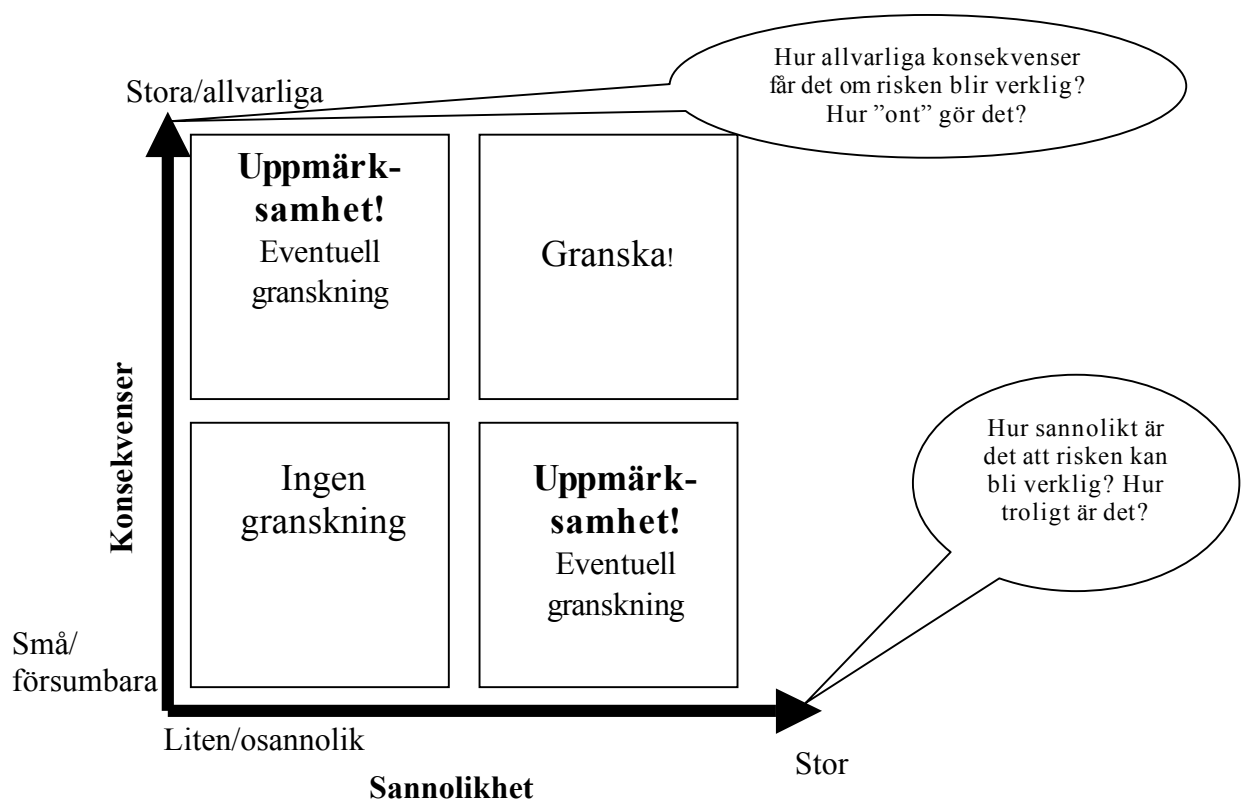 Hur allvarliga konsekvenser
får det om risken blir verklig?
Hur ”ont” gör det?
Stora/allvarliga
Uppmärk-
samhet!
Eventuell
granskning
Granska!
Konsekvenser
Ingen
granskning
Uppmärk-
samhet!
Eventuell
granskning
Hur sannolikt är
det att risken kan
bli verklig? Hur
troligt är det?
Små/
försumbara
Liten/osannolik
Stor
Sannolikhet